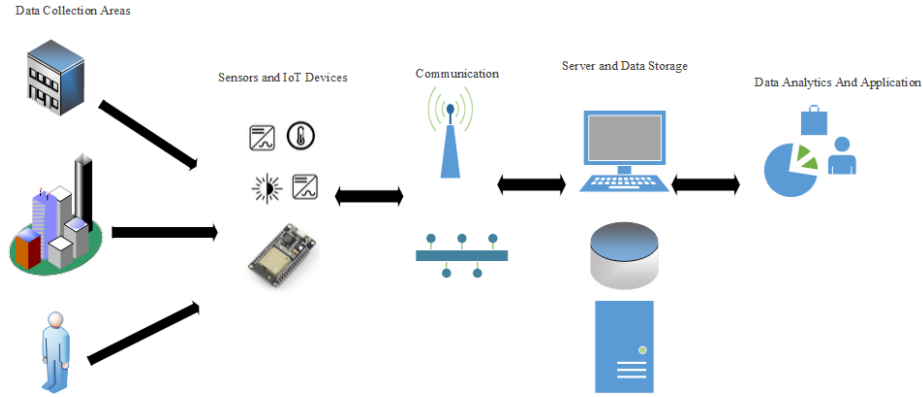 Data Collection Areas
Sensors and IoT Devices
Communication
Server and Data Storage
Data Analytics And Application